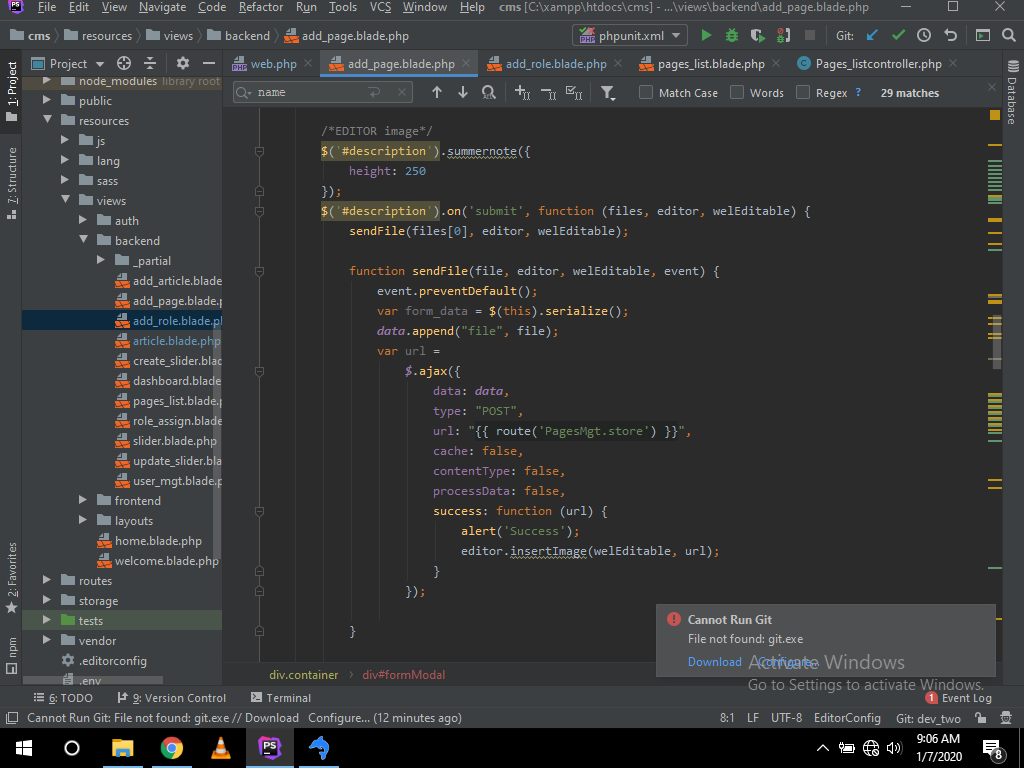 PS File Edit View Navigate Code Refactor Run Tools VCS Window Help cms [C:\xampp\htdocs\cms] - ...\views\backend\add_page.blade.php
cms resources views backend add_page.blade.php phpunit.xml Git:
Project web.php add_page.blade.php add_role.blade.php pages_list.blade.php Pages_listcontroller.php
name Match Case Words Regex ? 29 matches
1: Project
7: Structure
2: Favorites
npm
Database
node_modules library root
public
resources
js
lang
sass
views
auth
backend
_partial
add_article.blade
add_page.blade.p
add_role.blade.ph
article.blade.php
create_slider.blad
dashboard.blade
pages_list.blade.p
role_assign.blade
slider.blade.php
update_slider.bla
user_mgt.blade.p
frontend
layouts
home.blade.php
welcome.blade.php
routes
storage
tests
vendor
.editorconfig
.env
/*EDITOR image*/
$('#description').summernote({
height: 250
});
$('#description').on('submit', function (files, editor, welEditable) {
sendFile(files[0], editor, welEditable);
function sendFile(file, editor, welEditable, event) {
event.preventDefault();
var form_data = $(this).serialize();
data.append("file", file);
var url =
$.ajax({
data: data,
type: "POST",
url: "{{ route('PagesMgt.store') }}",
cache: false,
contentType: false,
processData: false,
success: function (url) {
alert('Success');
editor.insertImage(welEditable, url);
}
});
}
Cannot Run Git
File not found: git.exe
Download Configure...
Activate Windows
Go to Settings to activate Windows.
div.container div#formModal
6: TODO 9: Version Control Terminal 1 Event Log
Cannot Run Git: File not found: git.exe // Download Configure... (12 minutes ago) 8:1 LF UTF-8 EditorConfig Git: dev_two
PS
9:06 AM
1/7/2020
8